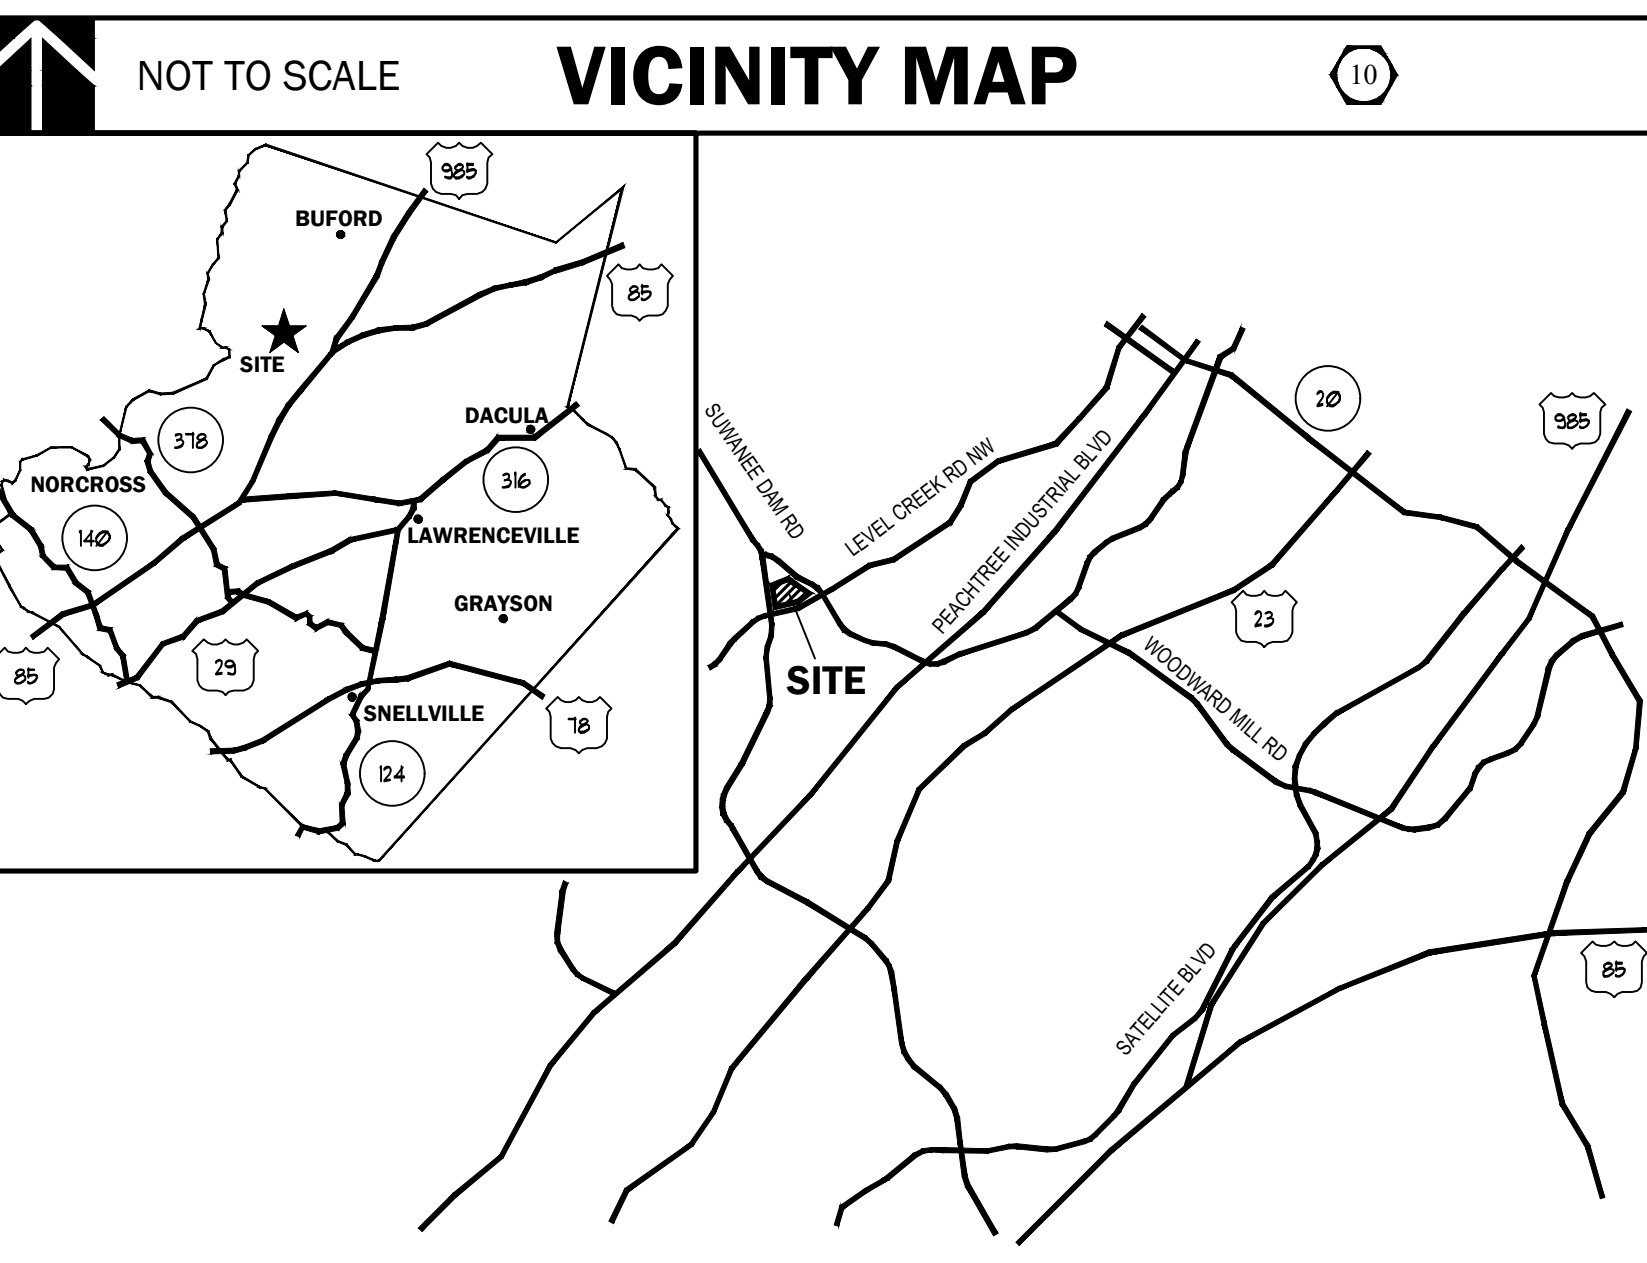 NOT TO SCALE
VICINITY MAP
10
985
BUFORD
85
SITE
DACULA
378
316
NORCROSS
140
LAWRENCEVILLE
GRAYSON
29
85
SNELLVILLE
78
124
20
985
SUWANEE DAM RD
LEVEL CREEK RD NW
PEACHTREE INDUSTRIAL BLVD
23
WOODWARD MILL RD
SITE
SATELLITE BLVD
85